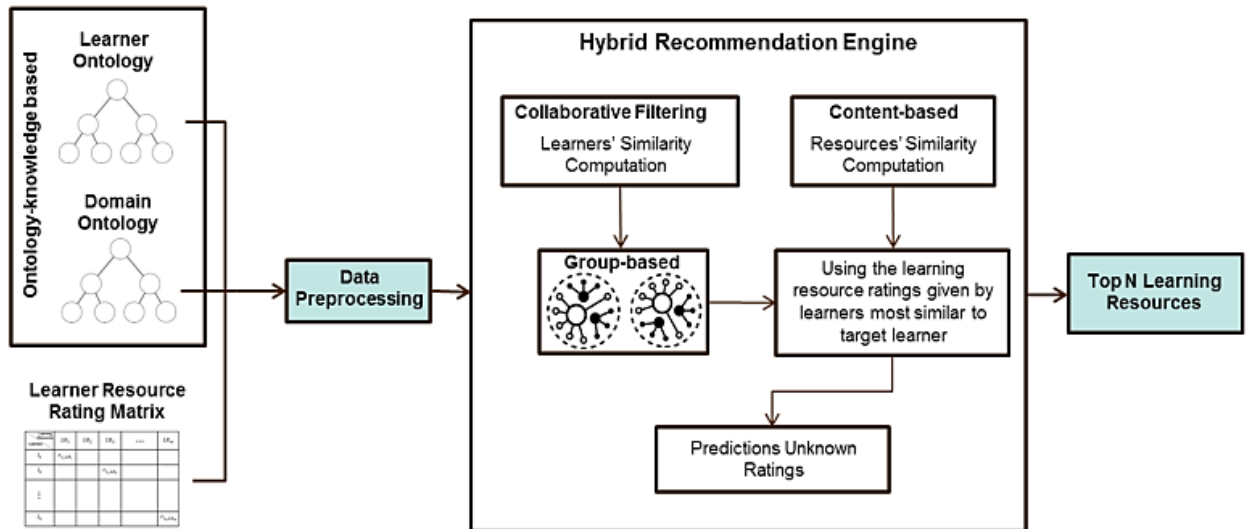 Ontology-knowledge based
Learner
Ontology
Domain
Ontology
Learner Resource
Rating Matrix
Data
Preprocessing
Hybrid Recommendation Engine
Collaborative Filtering
Learners' Similarity
Computation
Content-based
Resources' Similarity
Computation
Group-based
Using the learning
resource ratings given by
learners most similar to
target learner
Predictions Unknown
Ratings
Top N Learning
Resources